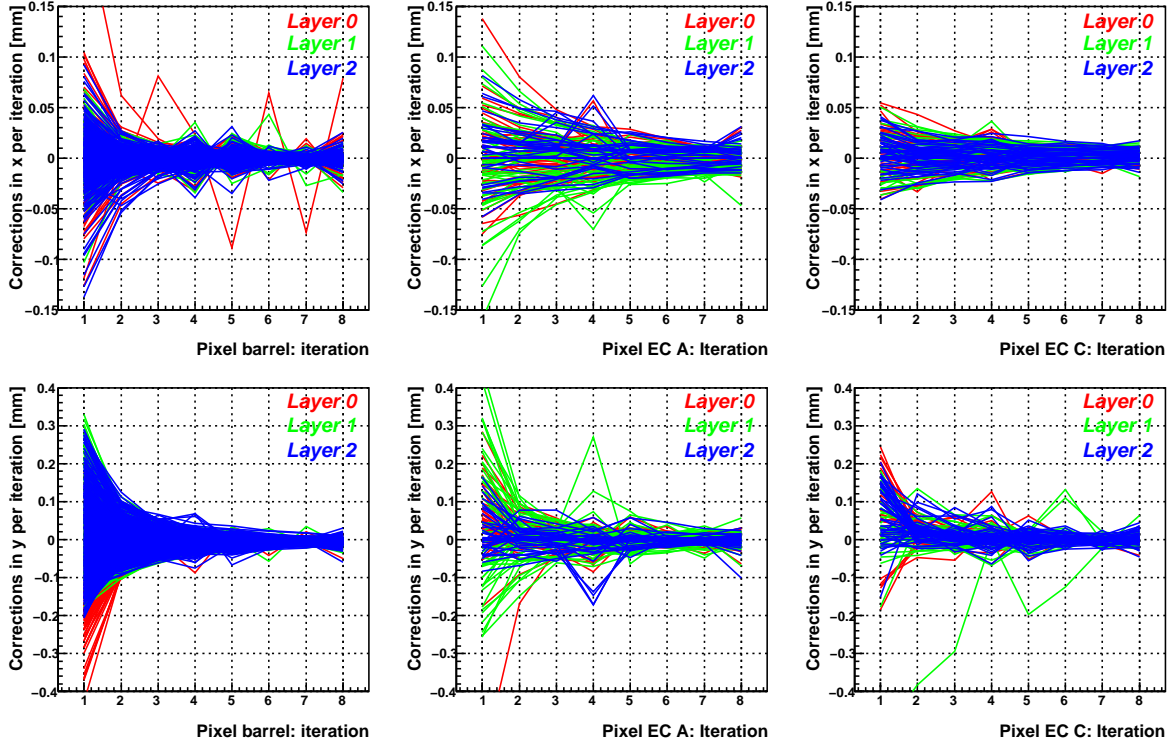 Corrections in x per iteration [mm]
0.15
0.1
0.05
0
−0.05
−0.1
−0.15
Layer 0
Layer 1
Layer 2
1 2 3 4 5 6 7 8
Pixel barrel: iteration
Corrections in x per iteration [mm]
0.15
0.1
0.05
0
−0.05
−0.1
−0.15
Layer 0
Layer 1
Layer 2
1 2 3 4 5 6 7 8
Pixel EC A: Iteration
Corrections in x per iteration [mm]
0.15
0.1
0.05
0
−0.05
−0.1
−0.15
Layer 0
Layer 1
Layer 2
1 2 3 4 5 6 7 8
Pixel EC C: Iteration
Corrections in y per iteration [mm]
0.4
0.3
0.2
0.1
0
−0.1
−0.2
−0.3
−0.4
Layer 0
Layer 1
Layer 2
1 2 3 4 5 6 7 8
Pixel barrel: iteration
Corrections in y per iteration [mm]
0.4
0.3
0.2
0.1
0
−0.1
−0.2
−0.3
−0.4
Layer 0
Layer 1
Layer 2
1 2 3 4 5 6 7 8
Pixel EC A: Iteration
Corrections in y per iteration [mm]
0.4
0.3
0.2
0.1
0
−0.1
−0.2
−0.3
−0.4
Layer 0
Layer 1
Layer 2
1 2 3 4 5 6 7 8
Pixel EC C: Iteration